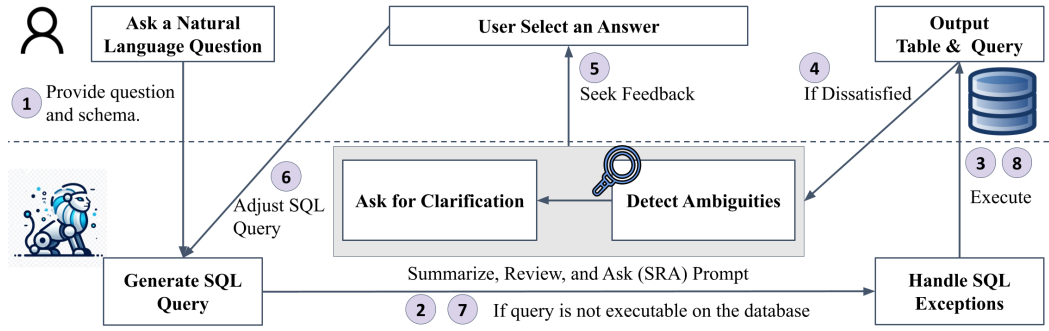 Ask a Natural
Language Question
User Select an Answer
Output
Table & Query
1
Provide question
and schema.
5
Seek Feedback
4
If Dissatisfied
3 8
Execute
6
Adjust SQL
Query
Ask for Clarification
Detect Ambiguities
Generate SQL
Query
Summarize, Review, and Ask (SRA) Prompt
2 7 If query is not executable on the database
Handle SQL
Exceptions